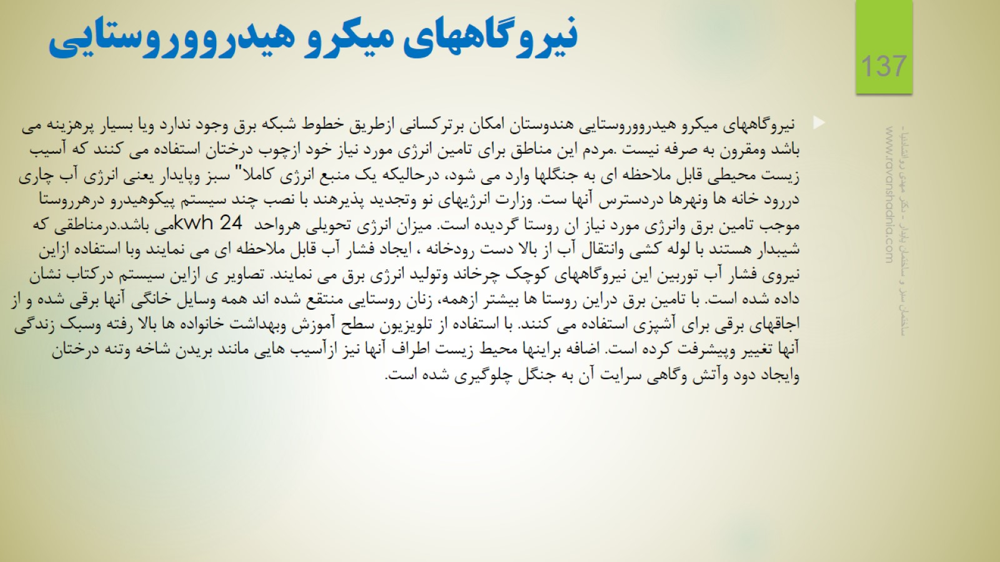 نیروگاههای میکرو هیدرووروستایی
137
نیروگاههای میکرو هیدرووروستایی هندوستان امکان برترکسانی ازطریق خطوط شبکه برق وجود ندارد ویا بسیار پرهزینه می
باشد ومقرون به صرفه نیست .مردم این مناطق برای تامین انرژی مورد نیاز خود ازچوب درختان استفاده می کنند که آسیب
زیست محیطی قابل ملاحظه ای به جنگلها وارد می شود، درحالیکه یک منبع انرژی کاملا" سبز وپایدار یعنی انرژی آب چاری
دررود خانه ها ونهرها دردسترس آنها ست. وزارت انرژیهای نو وتجدید پذیرهند با نصب چند سیستم پیکوهیدرو درهرروستا
موجب تامین برق وانرژی مورد نیاز ان روستا گردیده است. میزان انرژی تحویلی هرواحد 24 kwhمی باشد.درمناطقی که
شیبدار هستند با لوله کشی وانتقال آب از بالا دست رودخانه ، ایجاد فشار آب قابل ملاحظه ای می نمایند وبا استفاده ازاین
نیروی فشار آب توربین این نیروگاههای کوچک چرخاند وتولید انرژی برق می نمایند. تصاویر ی ازاین سیستم درکتاب نشان
داده شده است. با تامین برق دراین روستا ها بیشتر ازهمه، زنان روستایی منتقع شده اند همه وسایل خانگی آنها برقی شده و از
اجاقهای برقی برای آشپزی استفاده می کنند. با استفاده از تلویزیون سطح آموزش وبهداشت خانواده ها بالا رفته وسبک زندگی
آنها تغییر وپیشرفت کرده است. اضافه براینها محیط زیست اطراف آنها نیز ازآسیب هایی مانند بریدن شاخه وتنه درختان
وایجاد دود وآتش وگاهی سرایت آن به جنگل چلوگیری شده است.
ساختمان سبز و ساختمان پایدار - دکتر مهدی روانشادنیا -
www.ravanshadnia.com